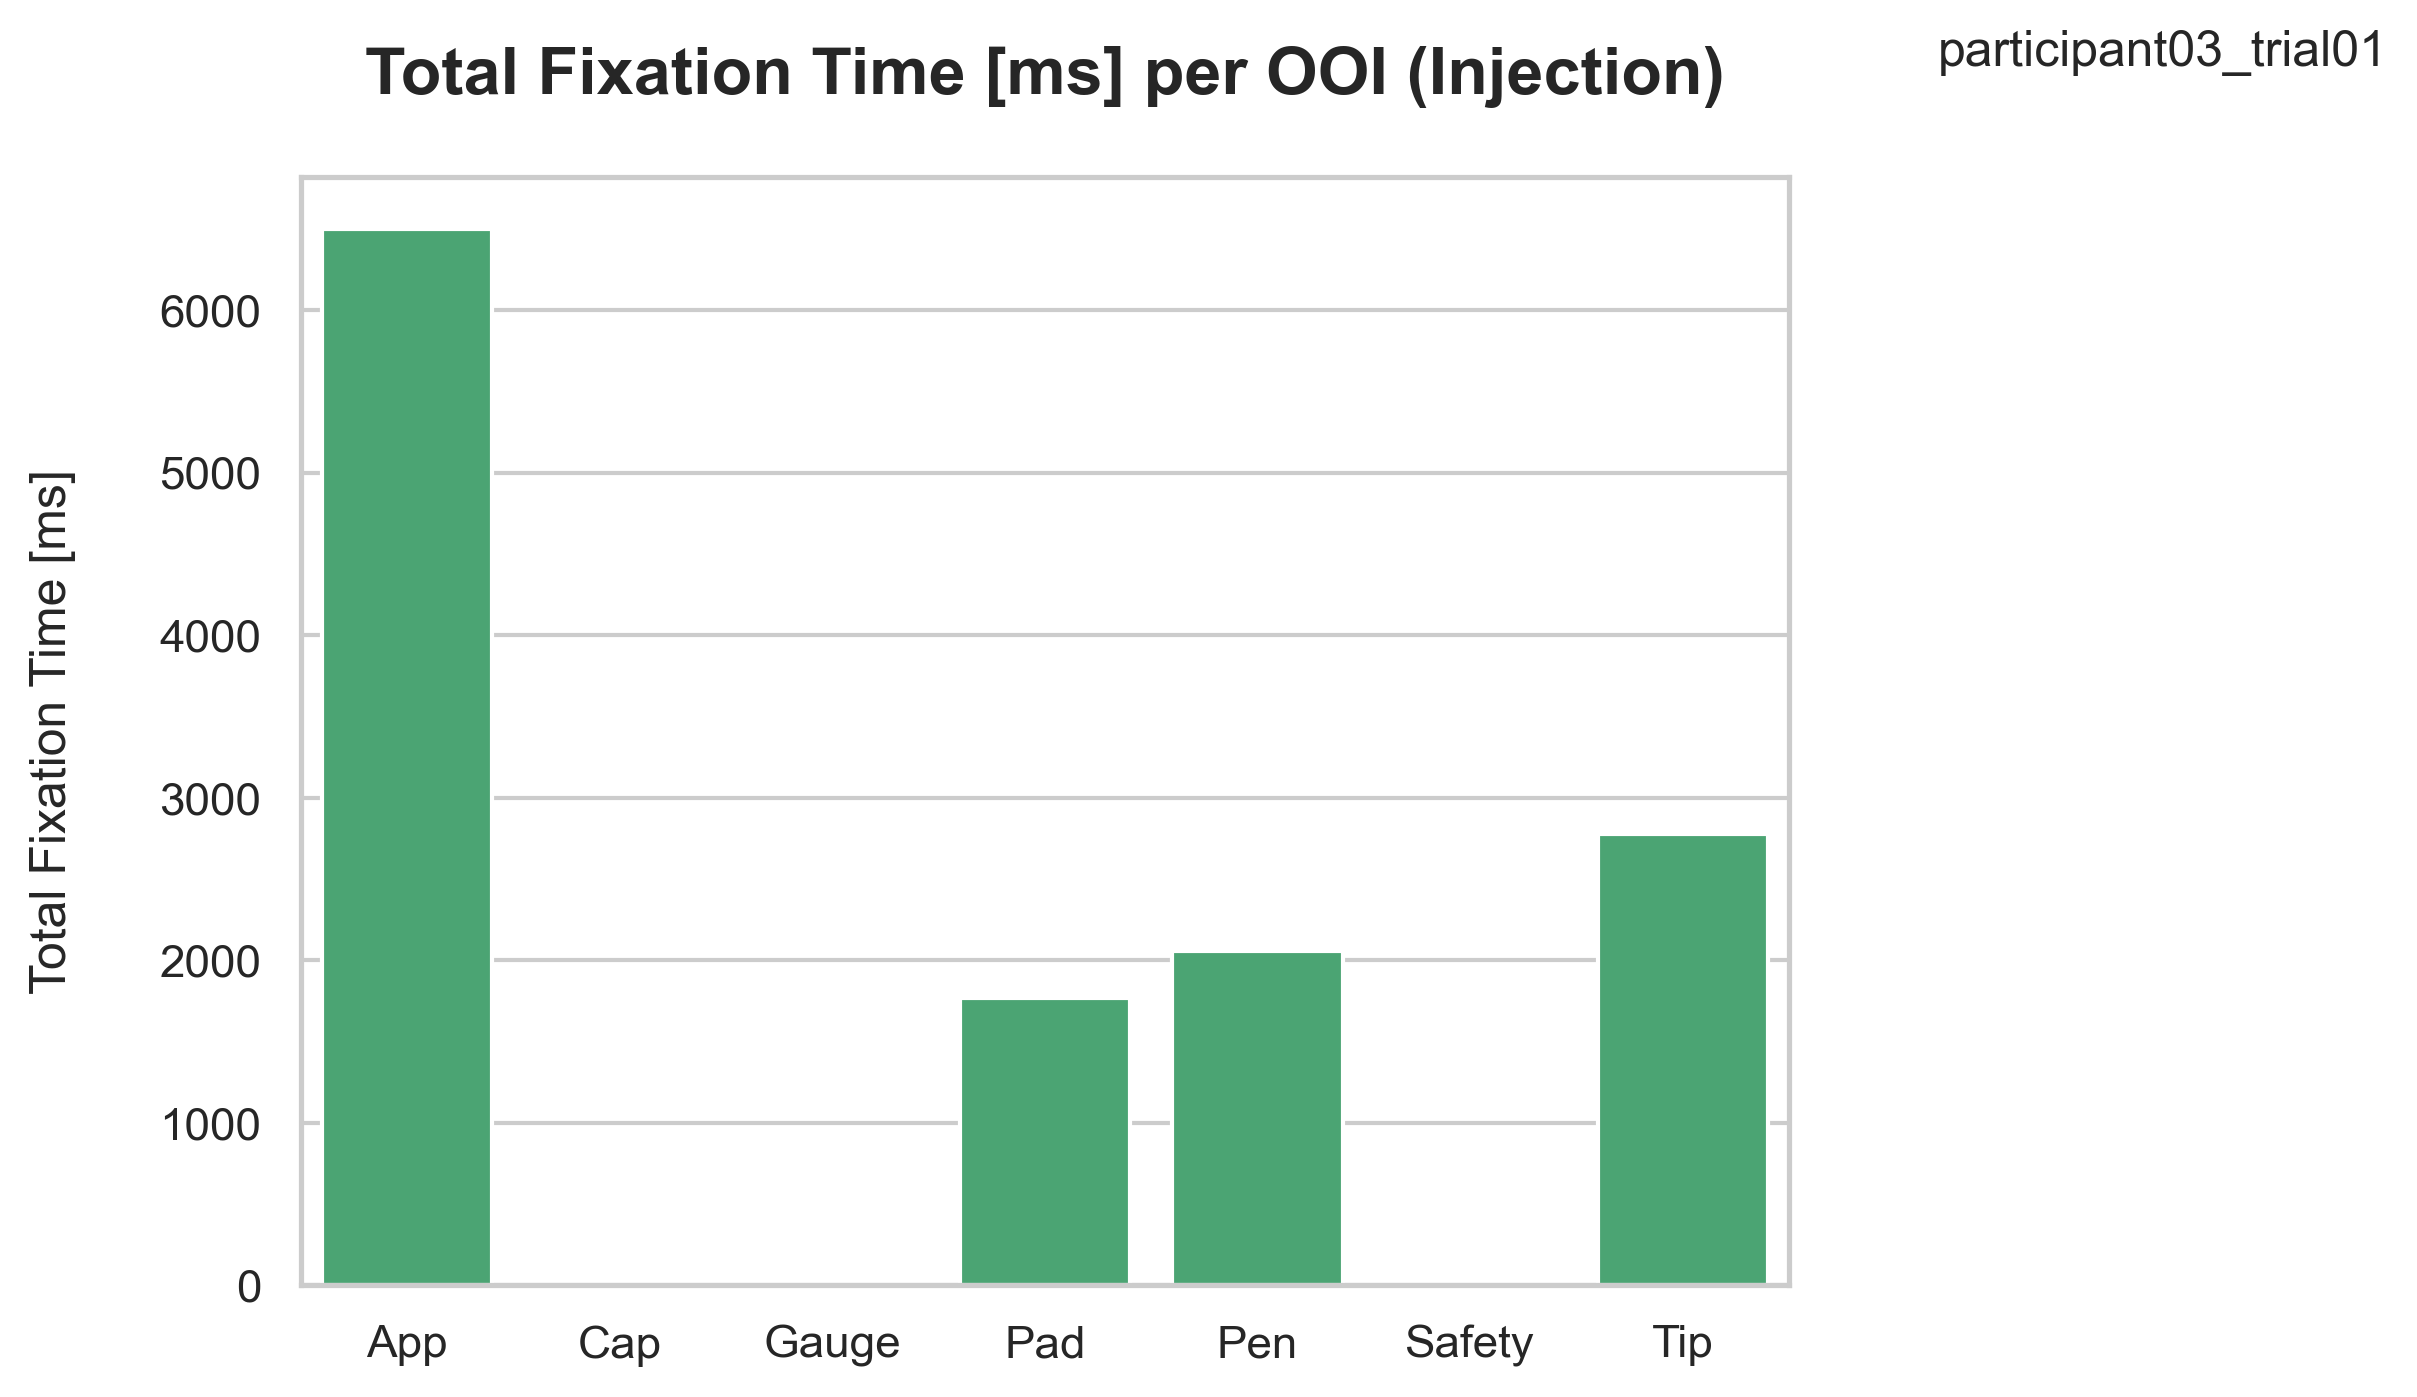 Total Fixation Time [ms] per OOI (Injection)
participant03_trial01
Total Fixation Time [ms]
6000
5000
4000
3000
2000
1000
0
App Cap Gauge Pad Pen Safety Tip